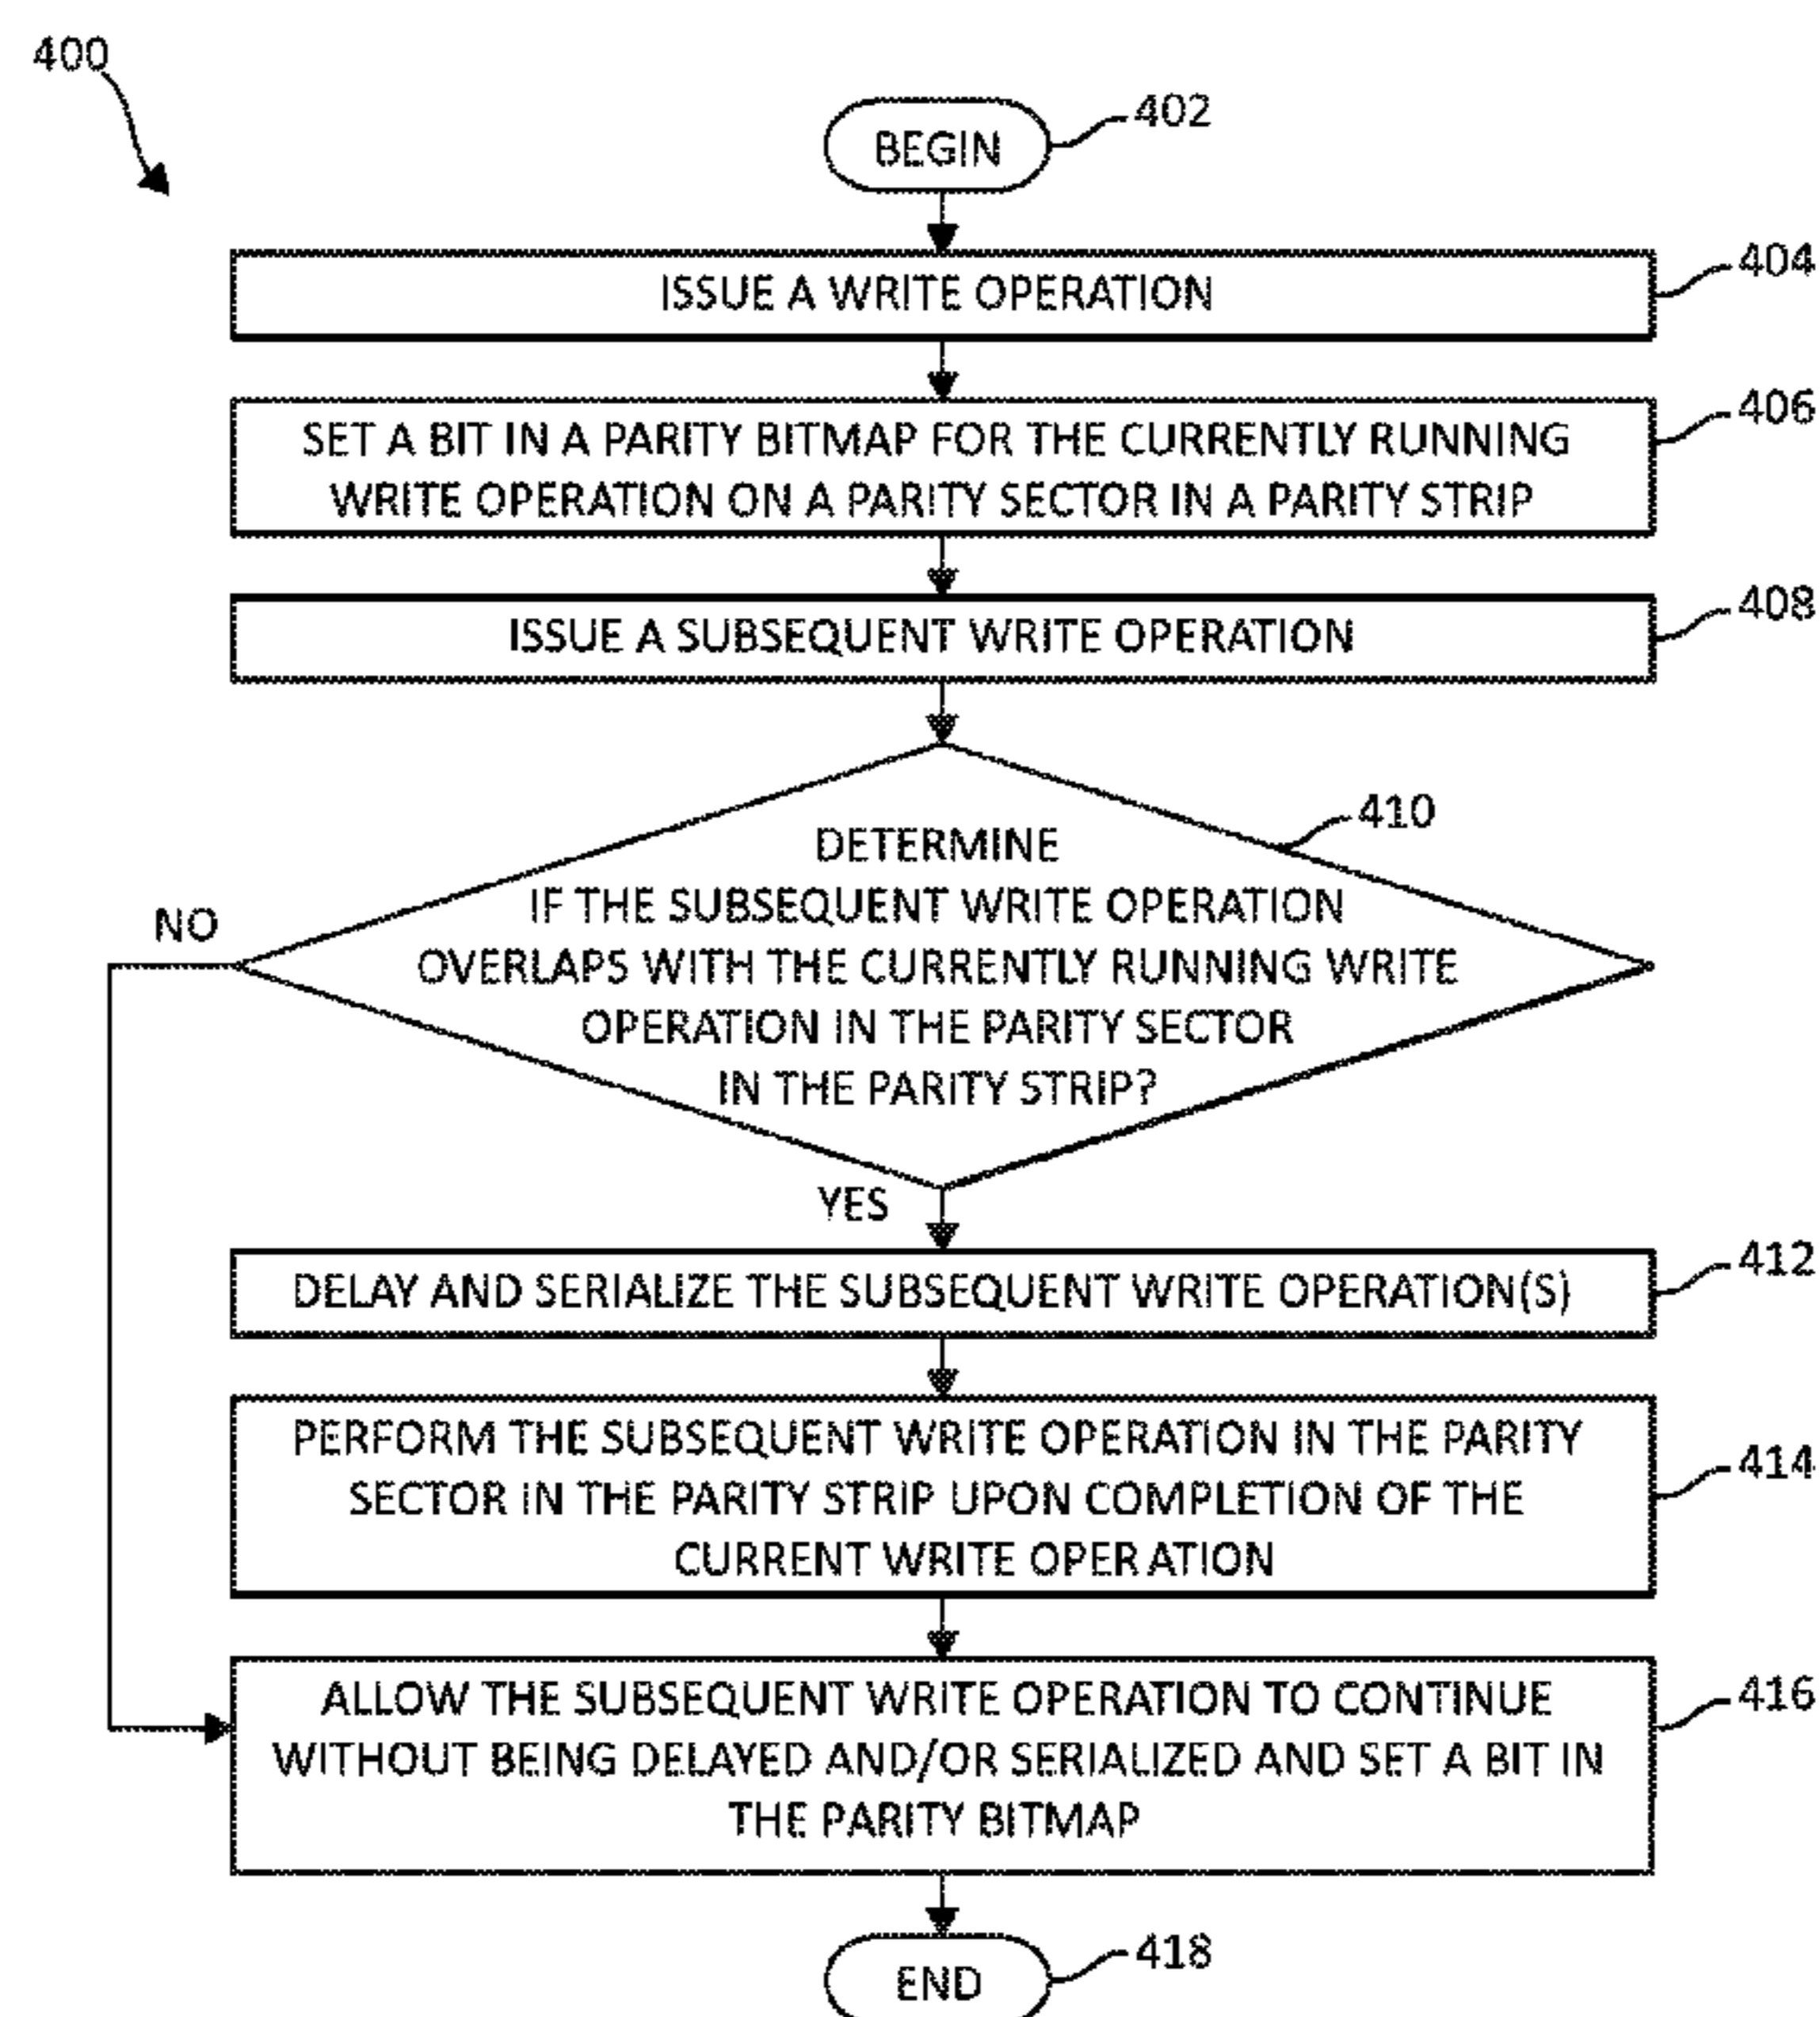 400
BEGIN
402
ISSUE A WRITE OPERATION
404
SET A BIT IN A PARITY BITMAP FOR THE CURRENTLY RUNNING
WRITE OPERATION ON A PARITY SECTOR IN A PARITY STRIP
406
ISSUE A SUBSEQUENT WRITE OPERATION
408
DETERMINE
IF THE SUBSEQUENT WRITE OPERATION
OVERLAPS WITH THE CURRENTLY RUNNING WRITE
OPERATION IN THE PARITY SECTOR
IN THE PARITY STRIP?
410
NO
YES
DELAY AND SERIALIZE THE SUBSEQUENT WRITE OPERATION(S)
412
PERFORM THE SUBSEQUENT WRITE OPERATION IN THE PARITY
SECTOR IN THE PARITY STRIP UPON COMPLETION OF THE
CURRENT WRITE OPERATION
414
ALLOW THE SUBSEQUENT WRITE OPERATION TO CONTINUE
WITHOUT BEING DELAYED AND/OR SERIALIZED AND SET A BIT IN
THE PARITY BITMAP
416
END
418